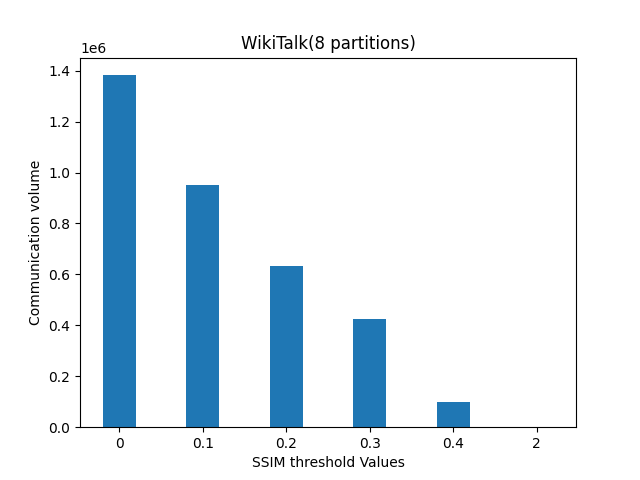 WikiTalk(8 partitions)
1e6
1.4
1.2
1.0
0.8
0.6
0.4
0.2
0.0
Communication volume
0 0.1 0.2 0.3 0.4 2
SSIM threshold Values